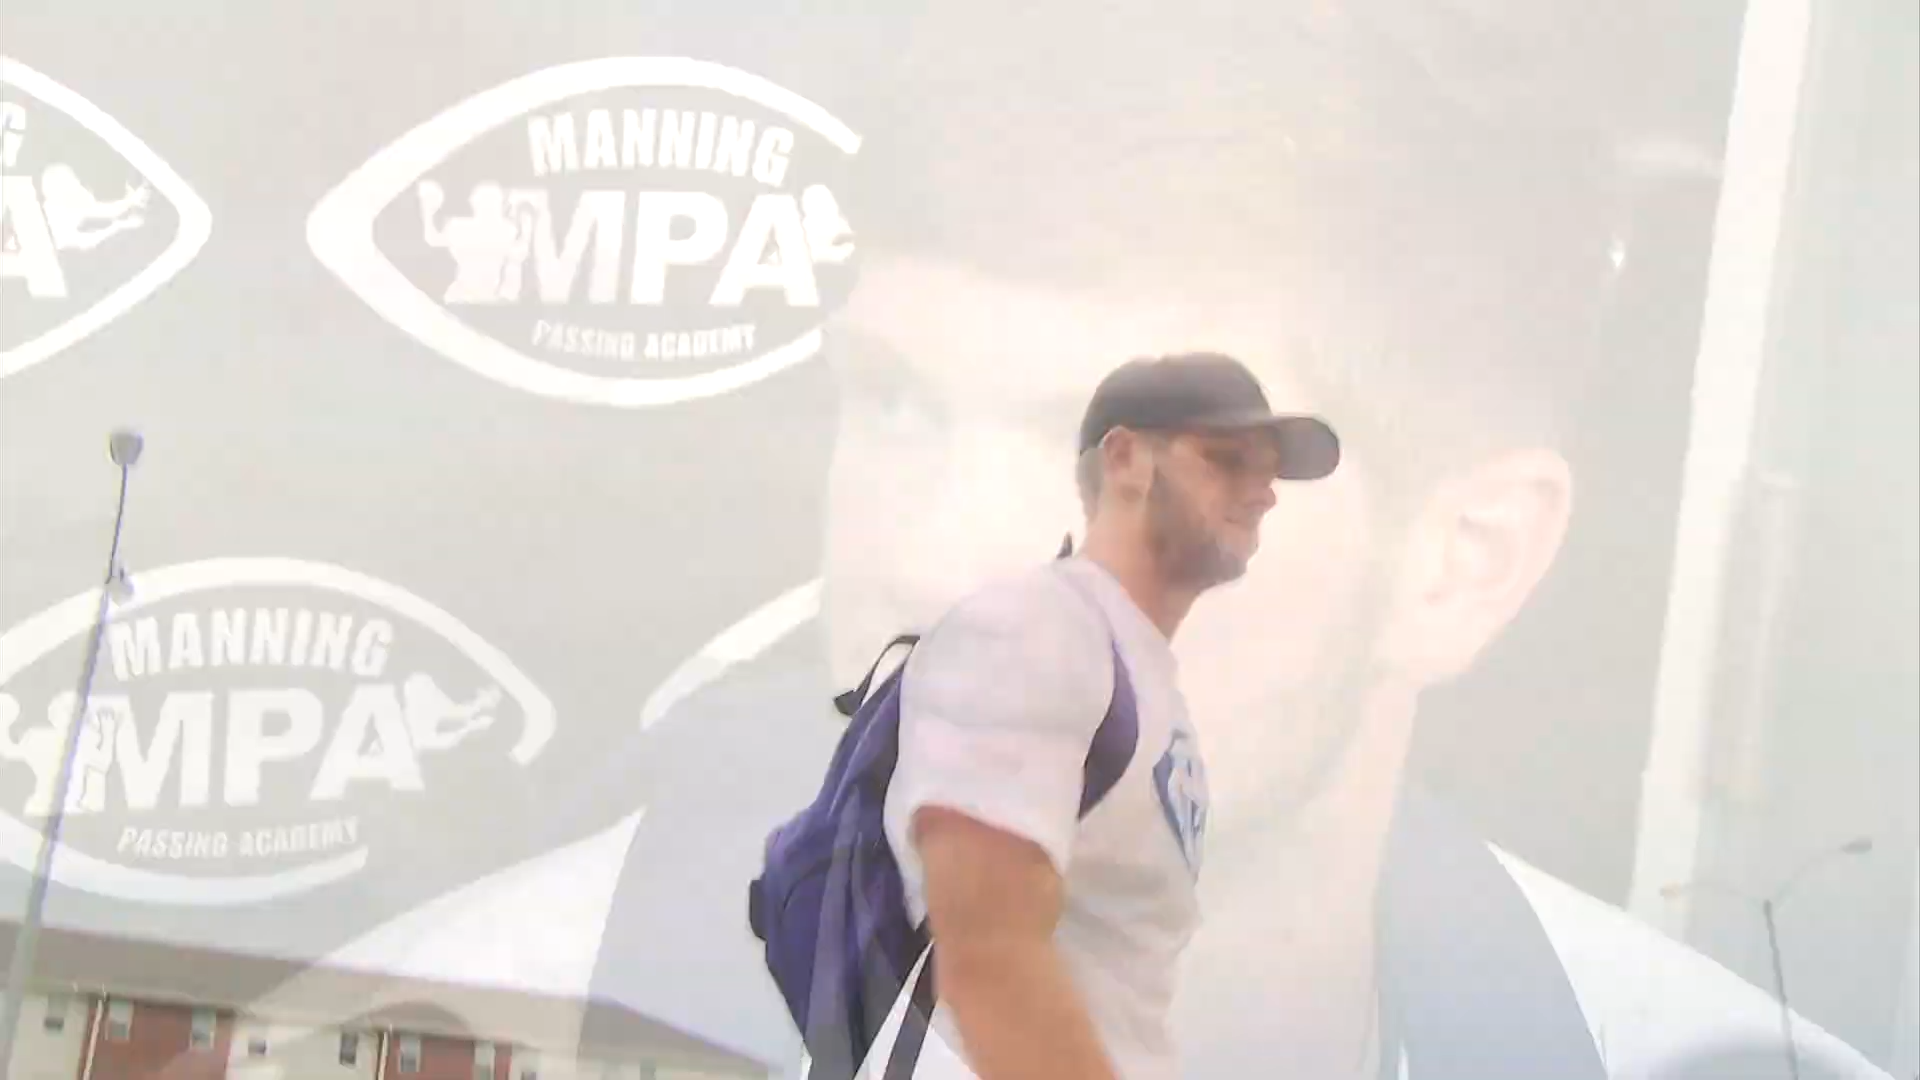 G
A
MANNING
MPA
PASSING ACADEMY
MANNING
MPA
PASSING ACADEMY